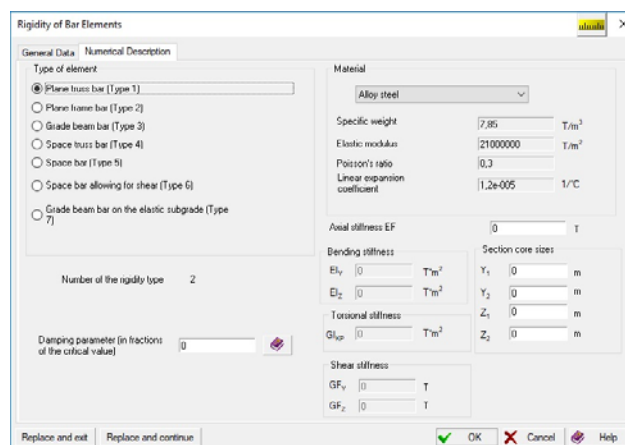 Rigidity of Bar Elements
General Data
Numerical Description
Type of element
Plane truss bar (Type 1)
Plane frame bar (Type 2)
Grade beam bar (Type 3)
Space truss bar (Type 4)
Space bar (Type 5)
Space bar allowing for shear (Type 6)
Grade beam bar on the elastic subgrade (Type
7)
Number of the rigidity type 2
Damping parameter (in fractions
of the critical value) 0
Material
Alloy steel
Specific weight 7,85 T/m³
Elastic modulus 21000000 T/m²
Poisson's ratio 0,3
Linear expansion
coefficient 1,2e-005 1/°C
Axial stiffness EF 0 T
Bending stiffness
EI_Y 0 T*m²
EI_Z 0 T*m²
Torsional stiffness
GI_кр 0 T*m²
Shear stiffness
GF_Y 0 T
GF_Z 0 T
Section core sizes
Y₁ 0 m
Y₂ 0 m
Z₁ 0 m
Z₂ 0 m
Replace and exit
Replace and continue
OK
Cancel
Help